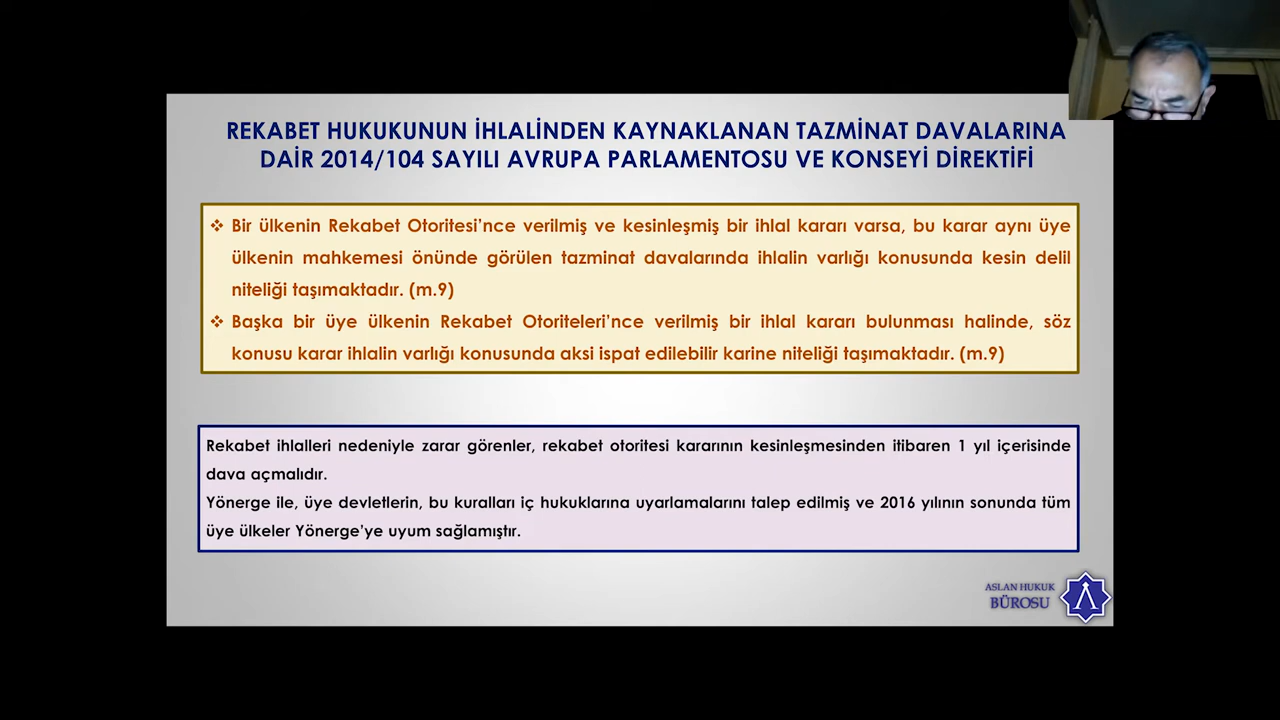 REKABET HUKUKUNUN İHLALİNDEN KAYNAKLANAN TAZMİNAT DAVALARINA
DAİR 2014/104 SAYILI AVRUPA PARLAMENTOSU VE KONSEYİ DİREKTİFİ
❖ Bir ülkenin Rekabet Otoritesi'nce verilmiş ve kesinleşmiş bir ihlal kararı varsa, bu karar aynı üye
ülkenin mahkemesi önünde görülen tazminat davalarında ihlalin varlığı konusunda kesin delil
niteliği taşımaktadır. (m.9)
❖ Başka bir üye ülkenin Rekabet Otoriteleri'nce verilmiş bir ihlal kararı bulunması halinde, söz
konusu karar ihlalin varlığı konusunda aksi ispat edilebilir karine niteliği taşımaktadır. (m.9)
Rekabet ihlalleri nedeniyle zarar görenler, rekabet otoritesi kararının kesinleşmesinden itibaren 1 yıl içerisinde
dava açmalıdır.
Yönerge ile, üye devletlerin, bu kuralları iç hukuklarına uyarlamalarını talep edilmiş ve 2016 yılının sonunda tüm
üye ülkeler Yönerge'ye uyum sağlamıştır.
ASLAN HUKUK
BÜROSU